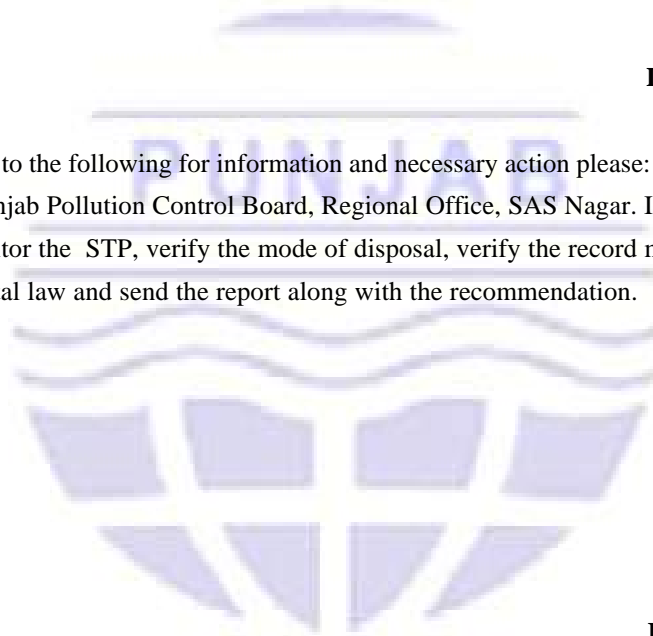 PUNJAB
to the following for information and necessary action please:
njab Pollution Control Board, Regional Office, SAS Nagar. I
tor the STP, verify the mode of disposal, verify the record
al law and send the report along with the recommendation.